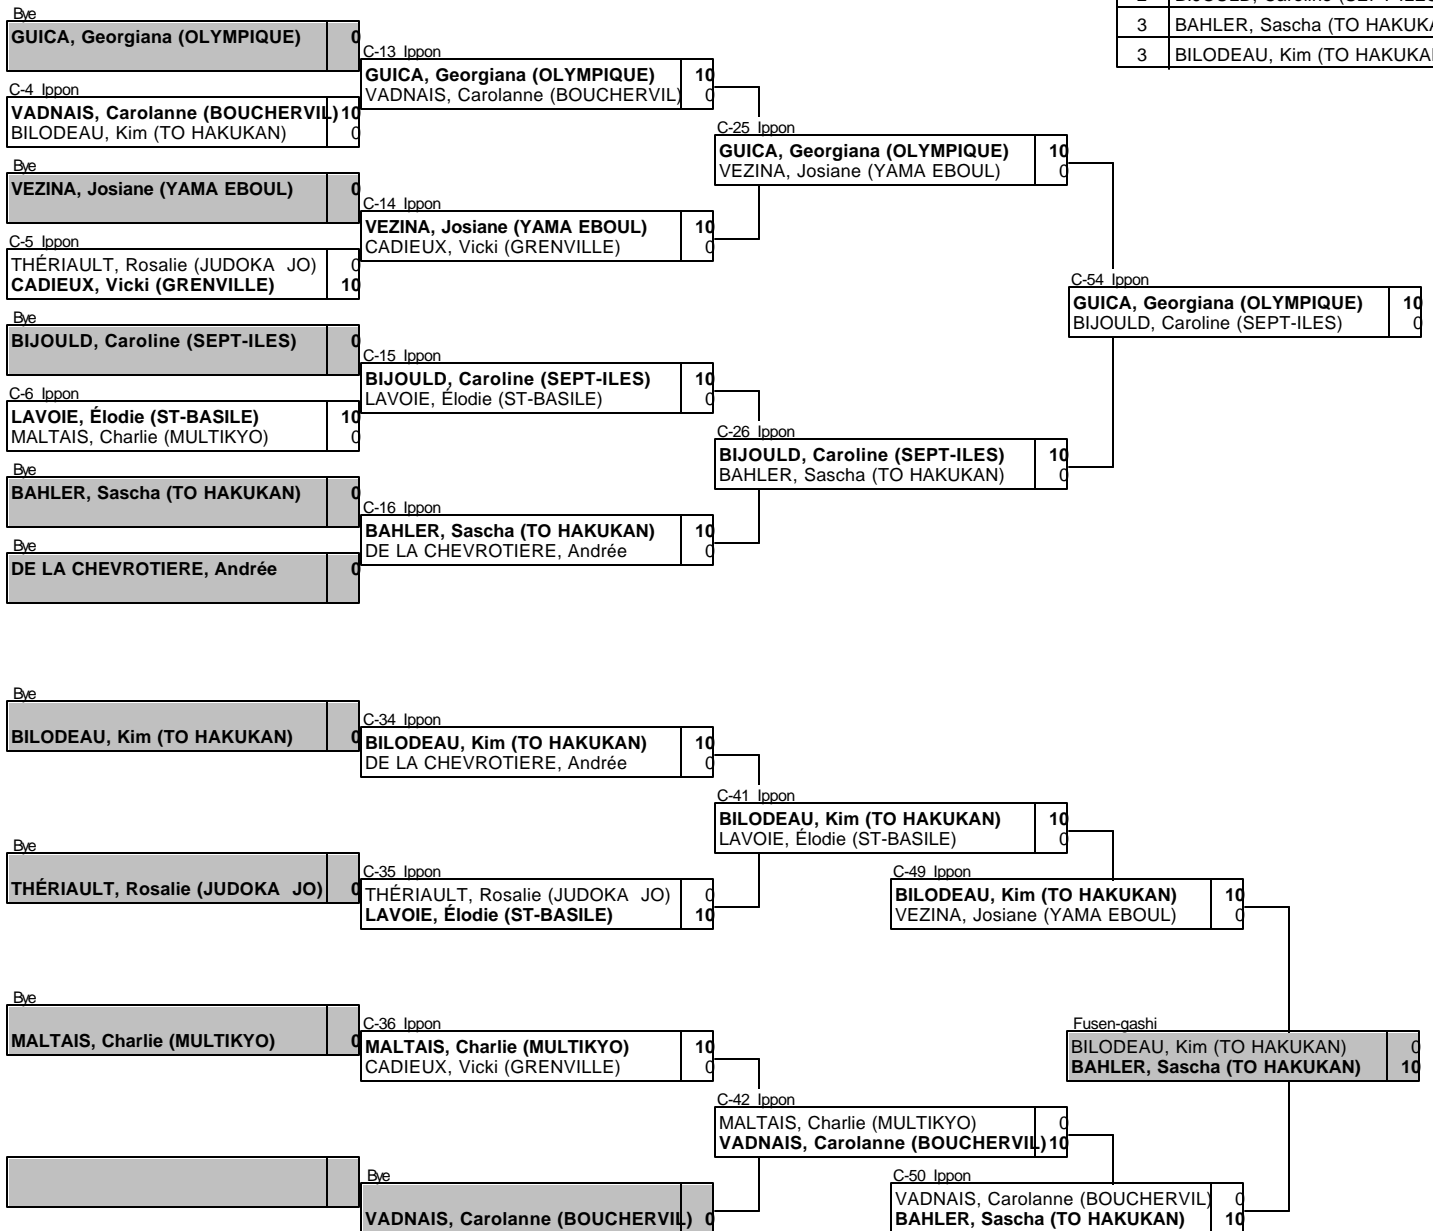 2 BIJOULD, Caroline (SEPT-ILES
3 BAHLER, Sascha (TO HAKUKA
3 BILODEAU, Kim (TO HAKUKA
Bye
GUICA, Georgiana (OLYMPIQUE) 0
C-4 Ippon
VADNAIS, Carolanne (BOUCHERVIL) 10
BILODEAU, Kim (TO HAKUKAN) 0
Bye
VEZINA, Josiane (YAMA EBOUL) 0
C-5 Ippon
THÉRIAULT, Rosalie (JUDOKA JO) 0
CADIEUX, Vicki (GRENVILLE) 10
Bye
BIJOULD, Caroline (SEPT-ILES) 0
C-6 Ippon
LAVOIE, Élodie (ST-BASILE) 10
MALTAIS, Charlie (MULTIKYO) 0
Bye
BAHLER, Sascha (TO HAKUKAN) 0
Bye
DE LA CHEVROTIERE, Andrée 0
C-13 Ippon
GUICA, Georgiana (OLYMPIQUE) 10
VADNAIS, Carolanne (BOUCHERVIL) 0
C-14 Ippon
VEZINA, Josiane (YAMA EBOUL) 10
CADIEUX, Vicki (GRENVILLE) 0
C-15 Ippon
BIJOULD, Caroline (SEPT-ILES) 10
LAVOIE, Élodie (ST-BASILE) 0
C-16 Ippon
BAHLER, Sascha (TO HAKUKAN) 10
DE LA CHEVROTIERE, Andrée 0
C-25 Ippon
GUICA, Georgiana (OLYMPIQUE) 10
VEZINA, Josiane (YAMA EBOUL) 0
C-26 Ippon
BIJOULD, Caroline (SEPT-ILES) 10
BAHLER, Sascha (TO HAKUKAN) 0
C-54 Ippon
GUICA, Georgiana (OLYMPIQUE) 10
BIJOULD, Caroline (SEPT-ILES) 0
Bye
BILODEAU, Kim (TO HAKUKAN) 0
Bye
THÉRIAULT, Rosalie (JUDOKA JO) 0
Bye
MALTAIS, Charlie (MULTIKYO) 0
C-34 Ippon
BILODEAU, Kim (TO HAKUKAN) 10
DE LA CHEVROTIERE, Andrée 0
C-35 Ippon
THÉRIAULT, Rosalie (JUDOKA JO) 0
LAVOIE, Élodie (ST-BASILE) 10
C-36 Ippon
MALTAIS, Charlie (MULTIKYO) 10
CADIEUX, Vicki (GRENVILLE) 0
Bye
VADNAIS, Carolanne (BOUCHERVIL) 0
C-41 Ippon
BILODEAU, Kim (TO HAKUKAN) 10
LAVOIE, Élodie (ST-BASILE) 0
C-42 Ippon
MALTAIS, Charlie (MULTIKYO) 0
VADNAIS, Carolanne (BOUCHERVIL) 10
C-49 Ippon
BILODEAU, Kim (TO HAKUKAN) 10
VEZINA, Josiane (YAMA EBOUL) 0
C-50 Ippon
VADNAIS, Carolanne (BOUCHERVIL) 0
BAHLER, Sascha (TO HAKUKAN) 10
Fusen-gashi
BILODEAU, Kim (TO HAKUKAN) 0
BAHLER, Sascha (TO HAKUKAN) 10